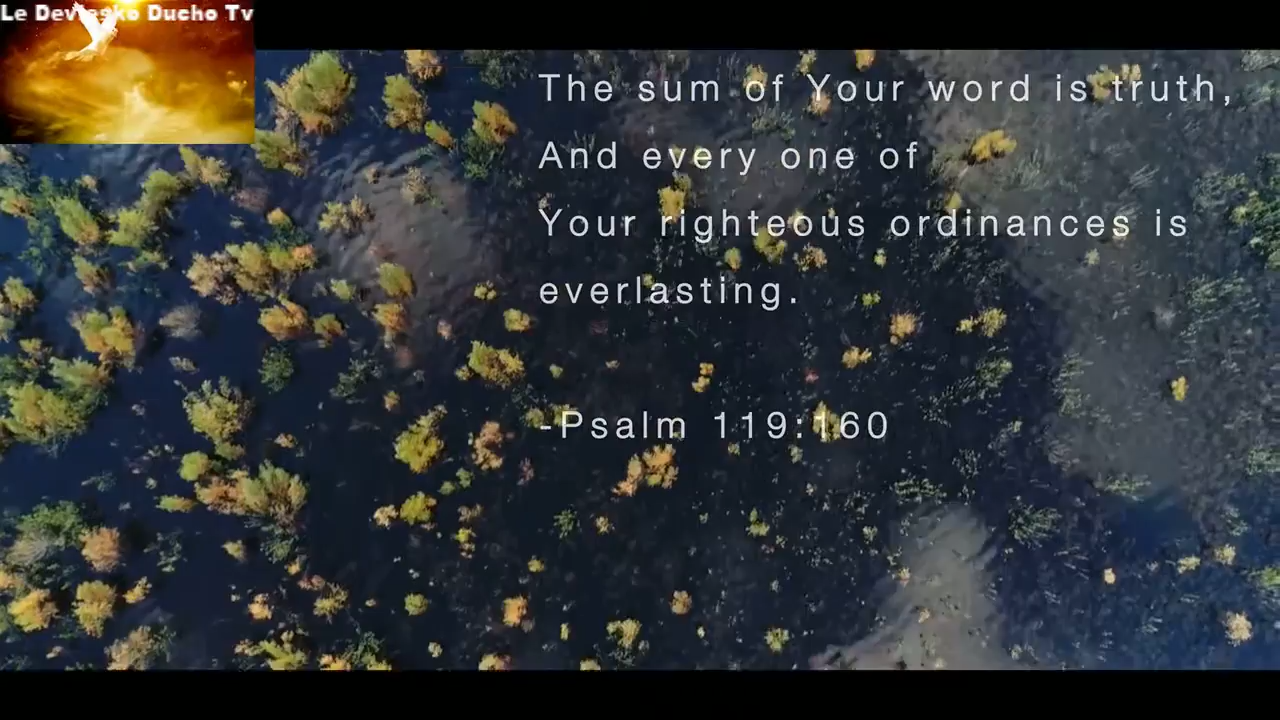 Le Devlesko Ducho Tv
The sum of Your word is truth,
And every one of
Your righteous ordinances is
everlasting.
-Psalm 119:160